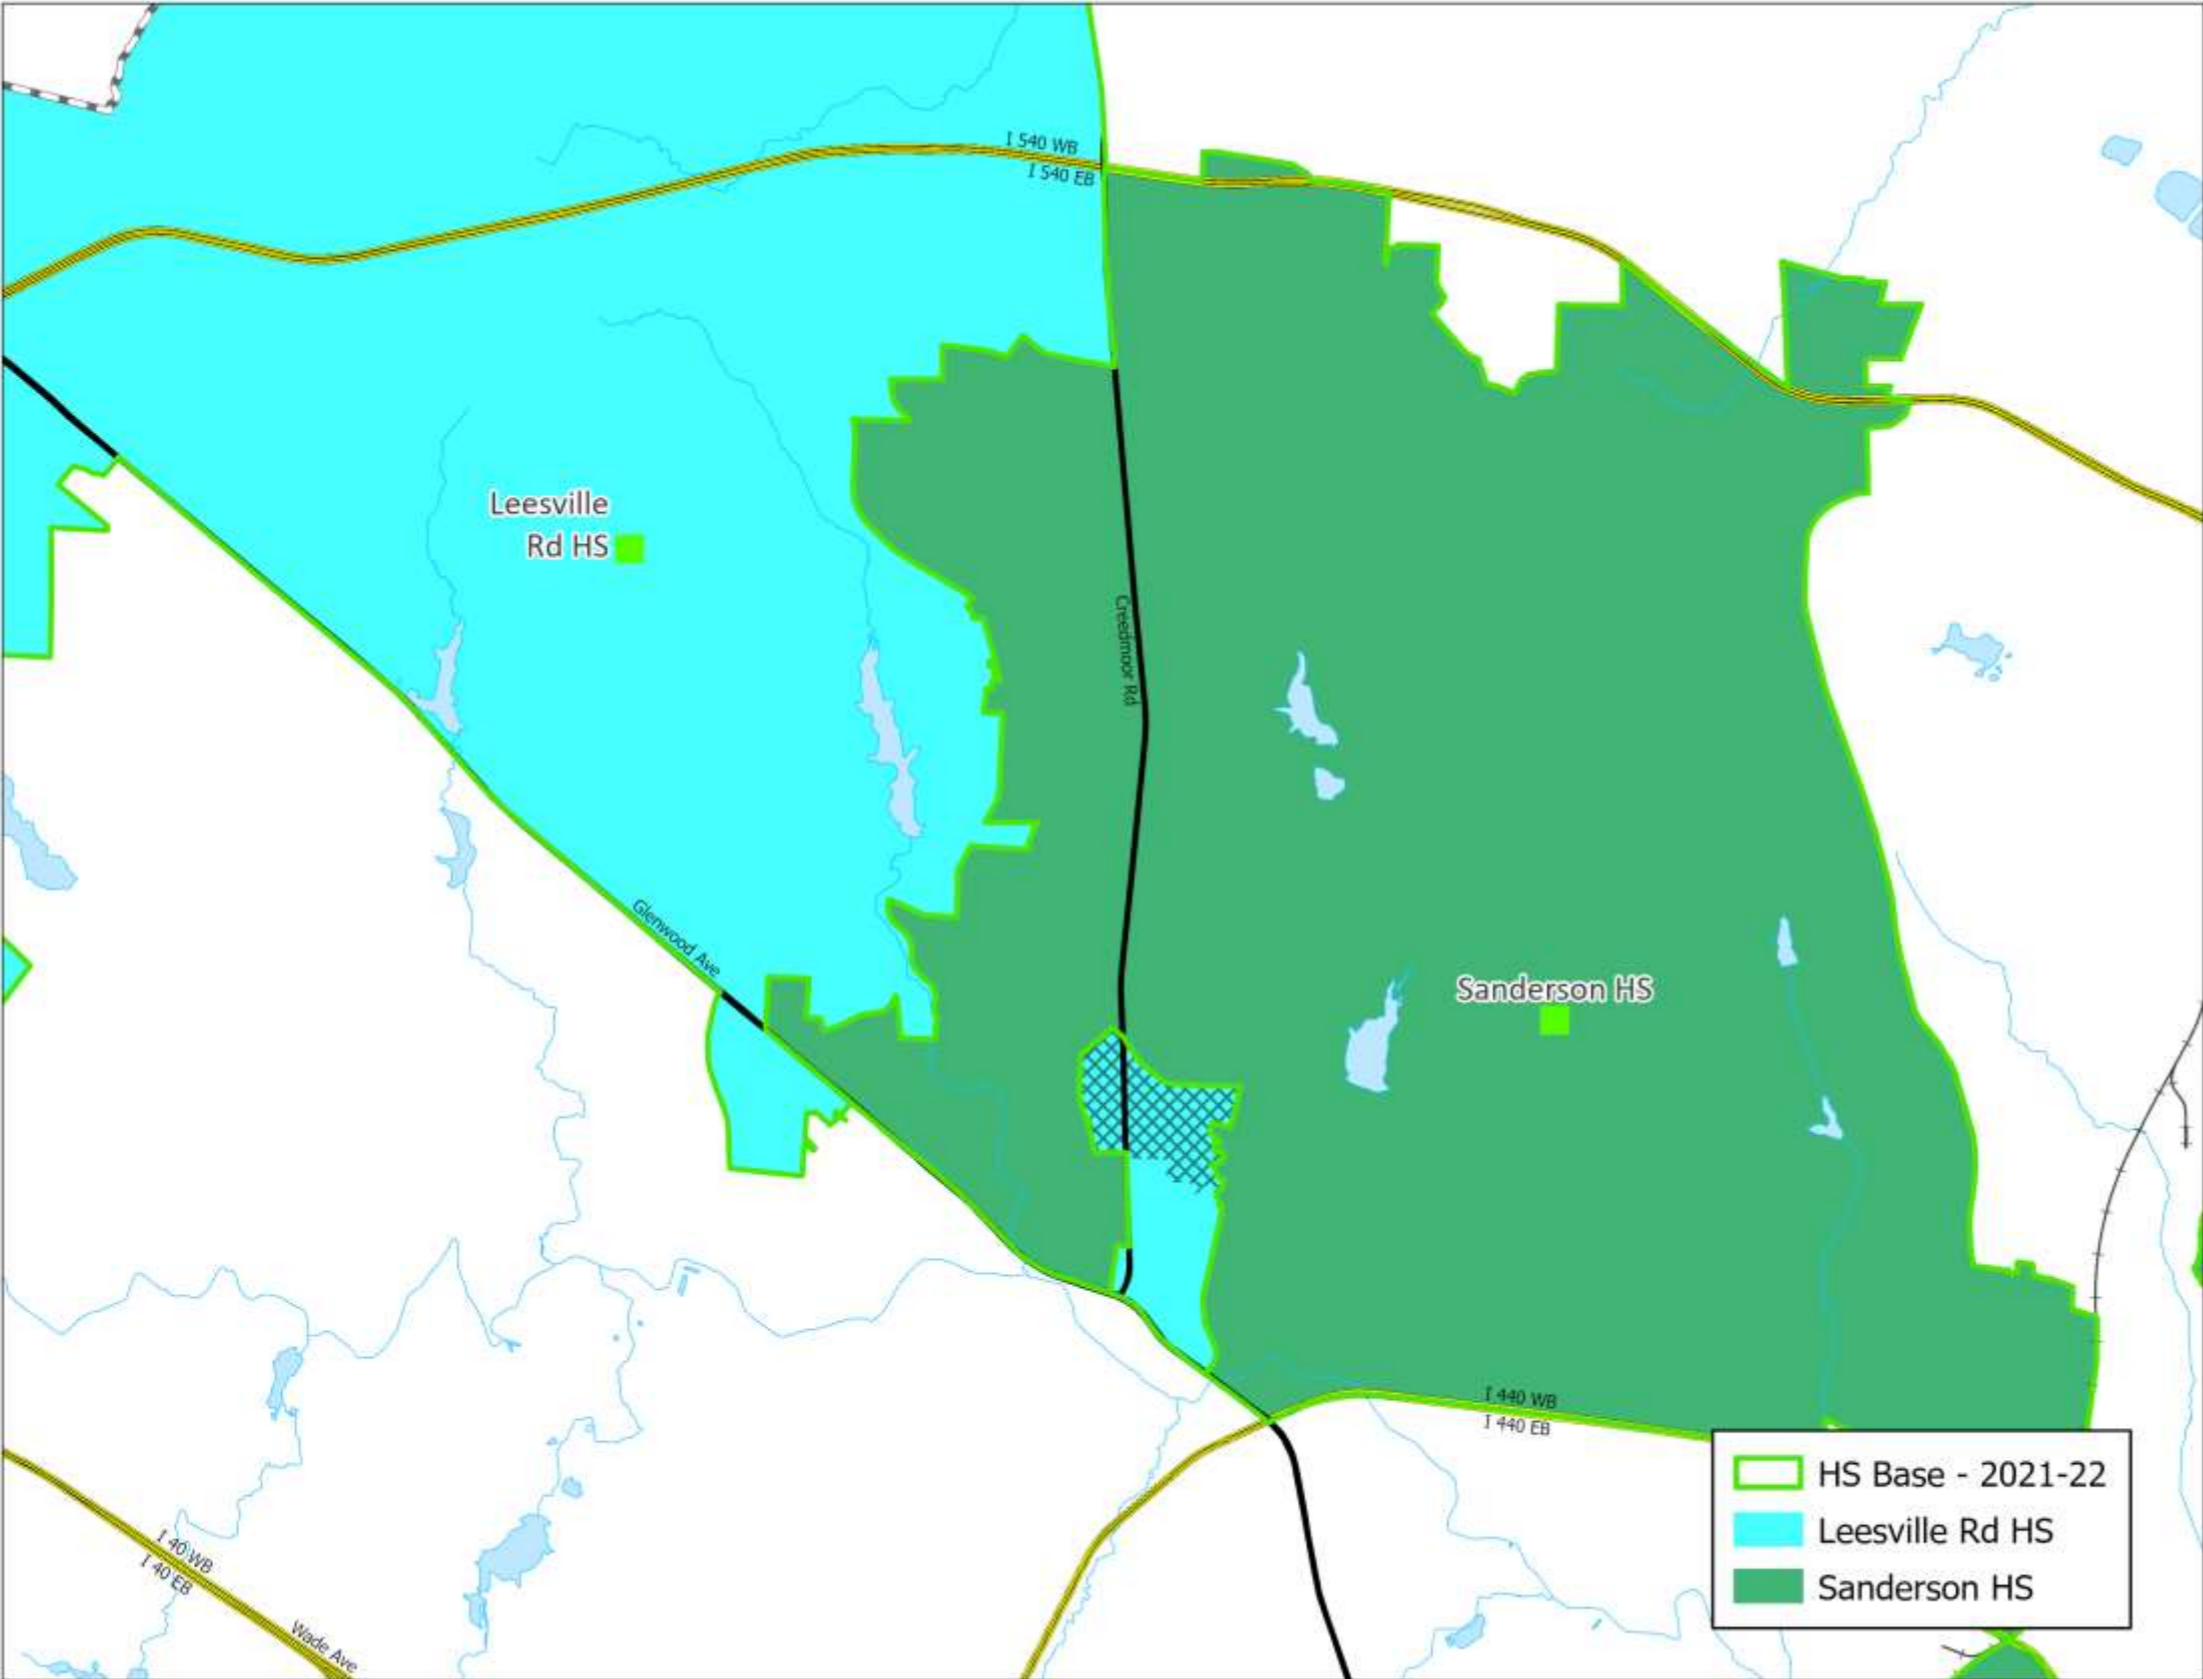 I 540 WB
I 540 EB
Leesville
Rd HS
Creedmoor Rd
Glenwood Ave
Sanderson HS
I 440 WB
I 440 EB
I 40 WB
I 40 EB
Wade Ave
HS Base - 2021-22
Leesville Rd HS
Sanderson HS